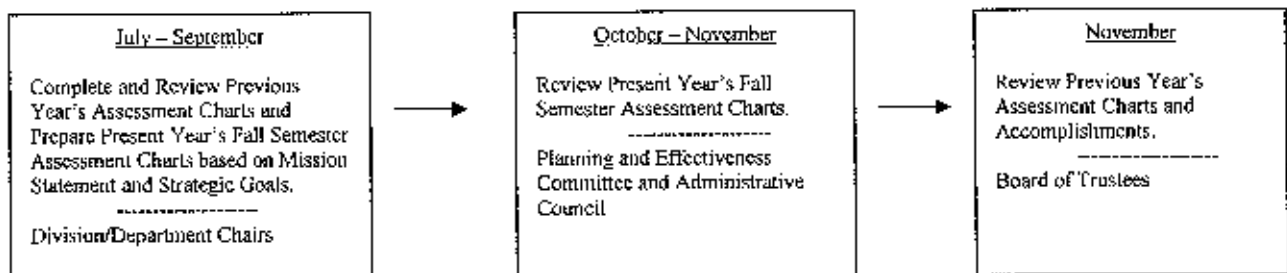 July – September
Complete and Review Previous
Year's Assessment Charts and
Prepare Present Year's Fall Semester
Assessment Charts based on Mission
Statement and Strategic Goals.
--------------------
Division/Department Chairs
October – November
Review Present Year's Fall
Semester Assessment Charts.
--------------------
Planning and Effectiveness
Committee and Administrative
Council
November
Review Previous Year's
Assessment Charts and
Accomplishments.
--------------------
Board of Trustees